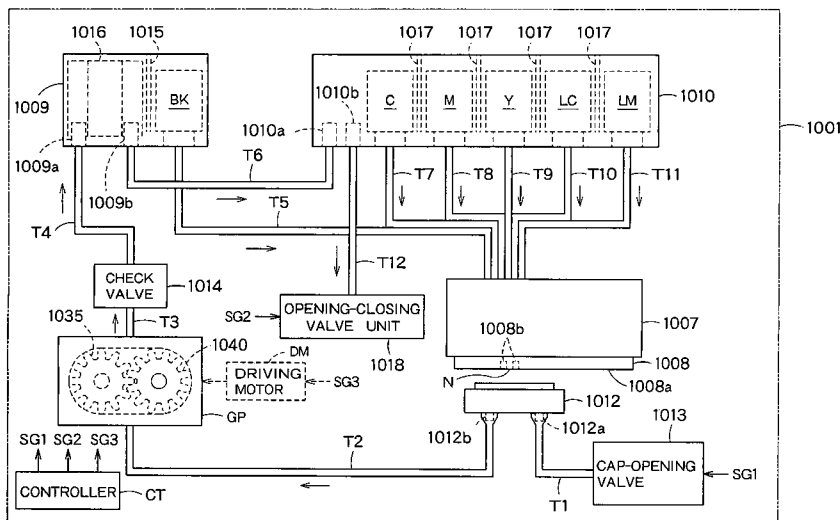 1016 1015 1017 1017 1017 1017
1009 BK 1010b C M Y LC LM 1010
1010a
1001
1009a 1009b T6 T7 T8 T9 T10 T11
T5
T4 T12
CHECK VALVE 1014
OPENING-CLOSING VALVE UNIT
SG2
1018
1007
1035 T3 1008b
1040 DM 1008
DRIVING MOTOR
SG3
N 1008a
GP 1012
1013
1012b 1012a
SG1 SG2 SG3 T2
CAP-OPENING VALVE
SG1
CONTROLLER CT T1